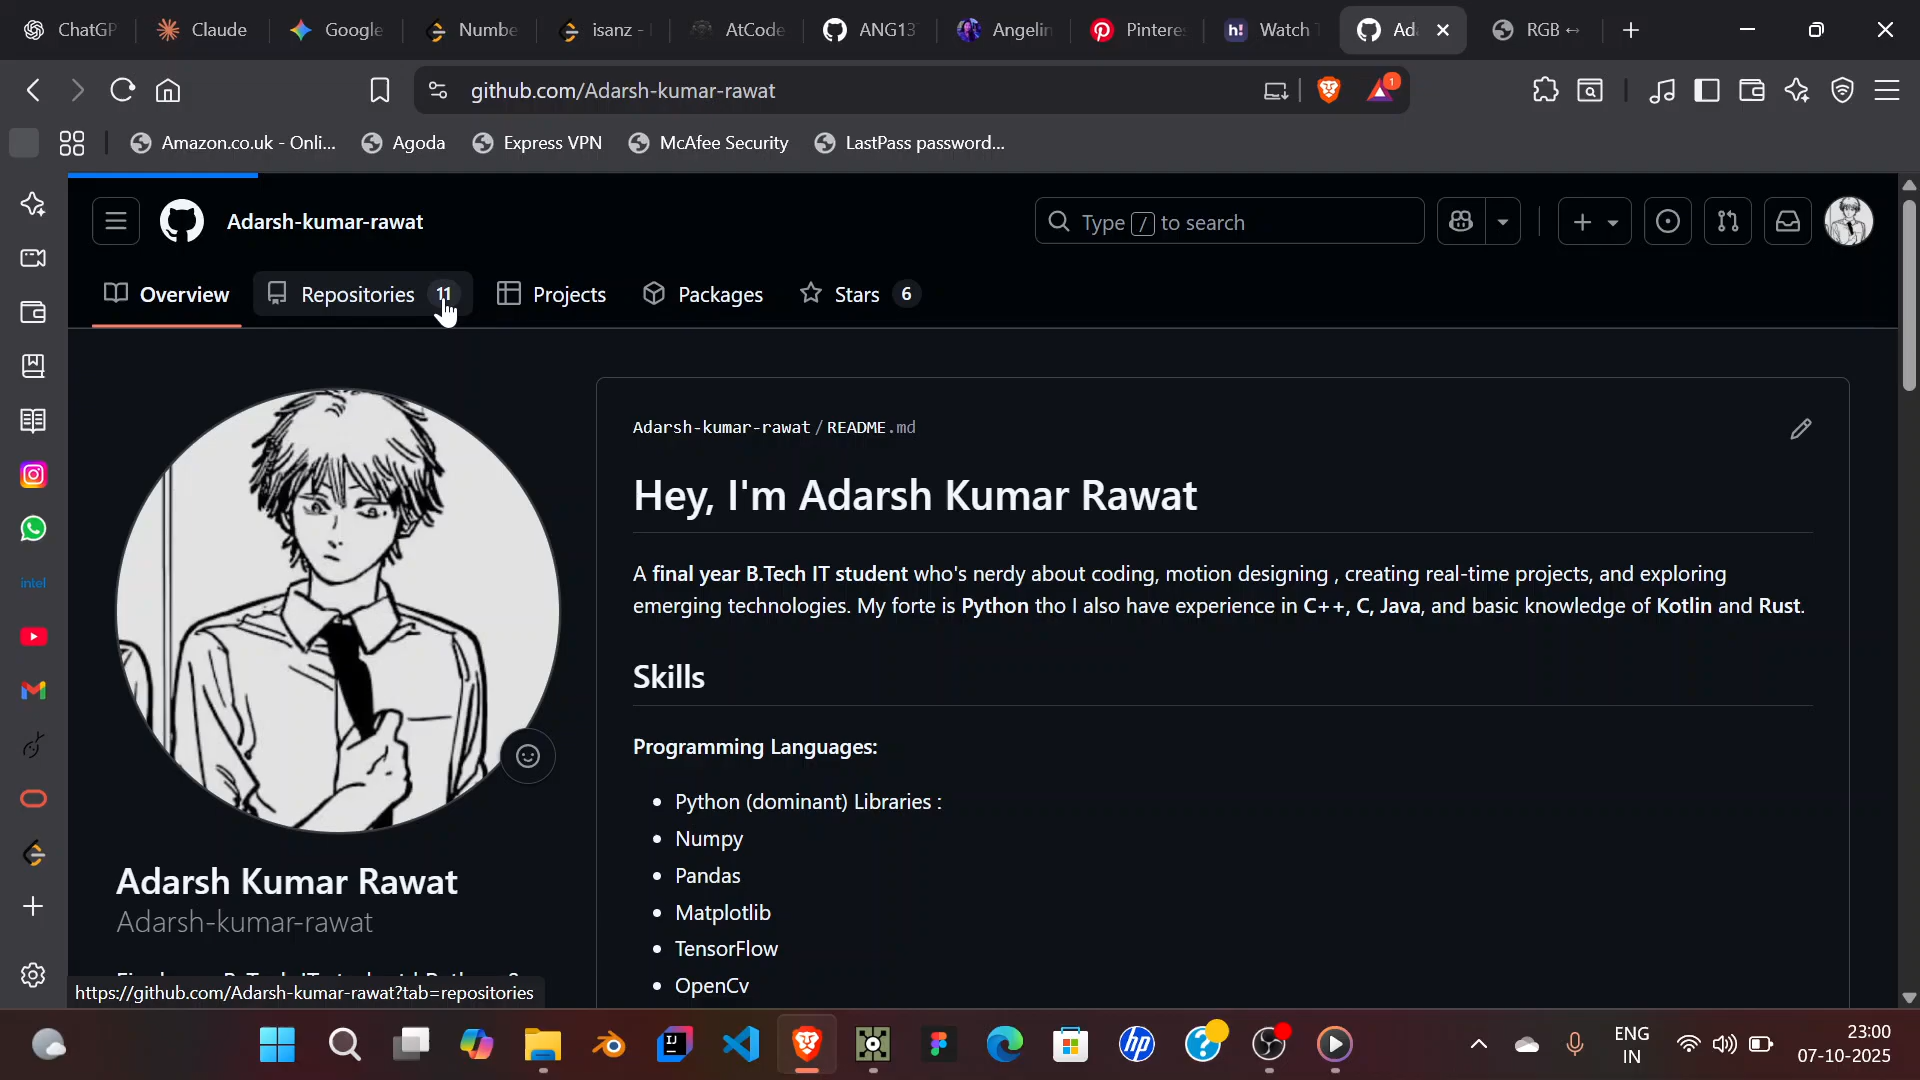 ChatGP
Claude
Google
Numbe
isanz -
AtCode
ANG13
Angelin
Pintere
h! Watch
Ad
RGB ↔
github.com/Adarsh-kumar-rawat
1
Amazon.co.uk - Onli...
Agoda
Express VPN
McAfee Security
LastPass password...
Adarsh-kumar-rawat
Type / to search
Overview
Repositories 11
Projects
Packages
Stars 6
intel
Adarsh Kumar Rawat
Adarsh-kumar-rawat
https://github.com/Adarsh-kumar-rawat?tab=repositories
Adarsh-kumar-rawat / README.md
Hey, I'm Adarsh Kumar Rawat
A final year B.Tech IT student who's nerdy about coding, motion designing , creating real-time projects, and exploring
emerging technologies. My forte is Python tho I also have experience in C++, C, Java, and basic knowledge of Kotlin and Rust.
Skills
Programming Languages:
• Python (dominant) Libraries :
• Numpy
• Pandas
• Matplotlib
• TensorFlow
• OpenCv
IJ
hp
?
ENG
IN
23:00
07-10-2025